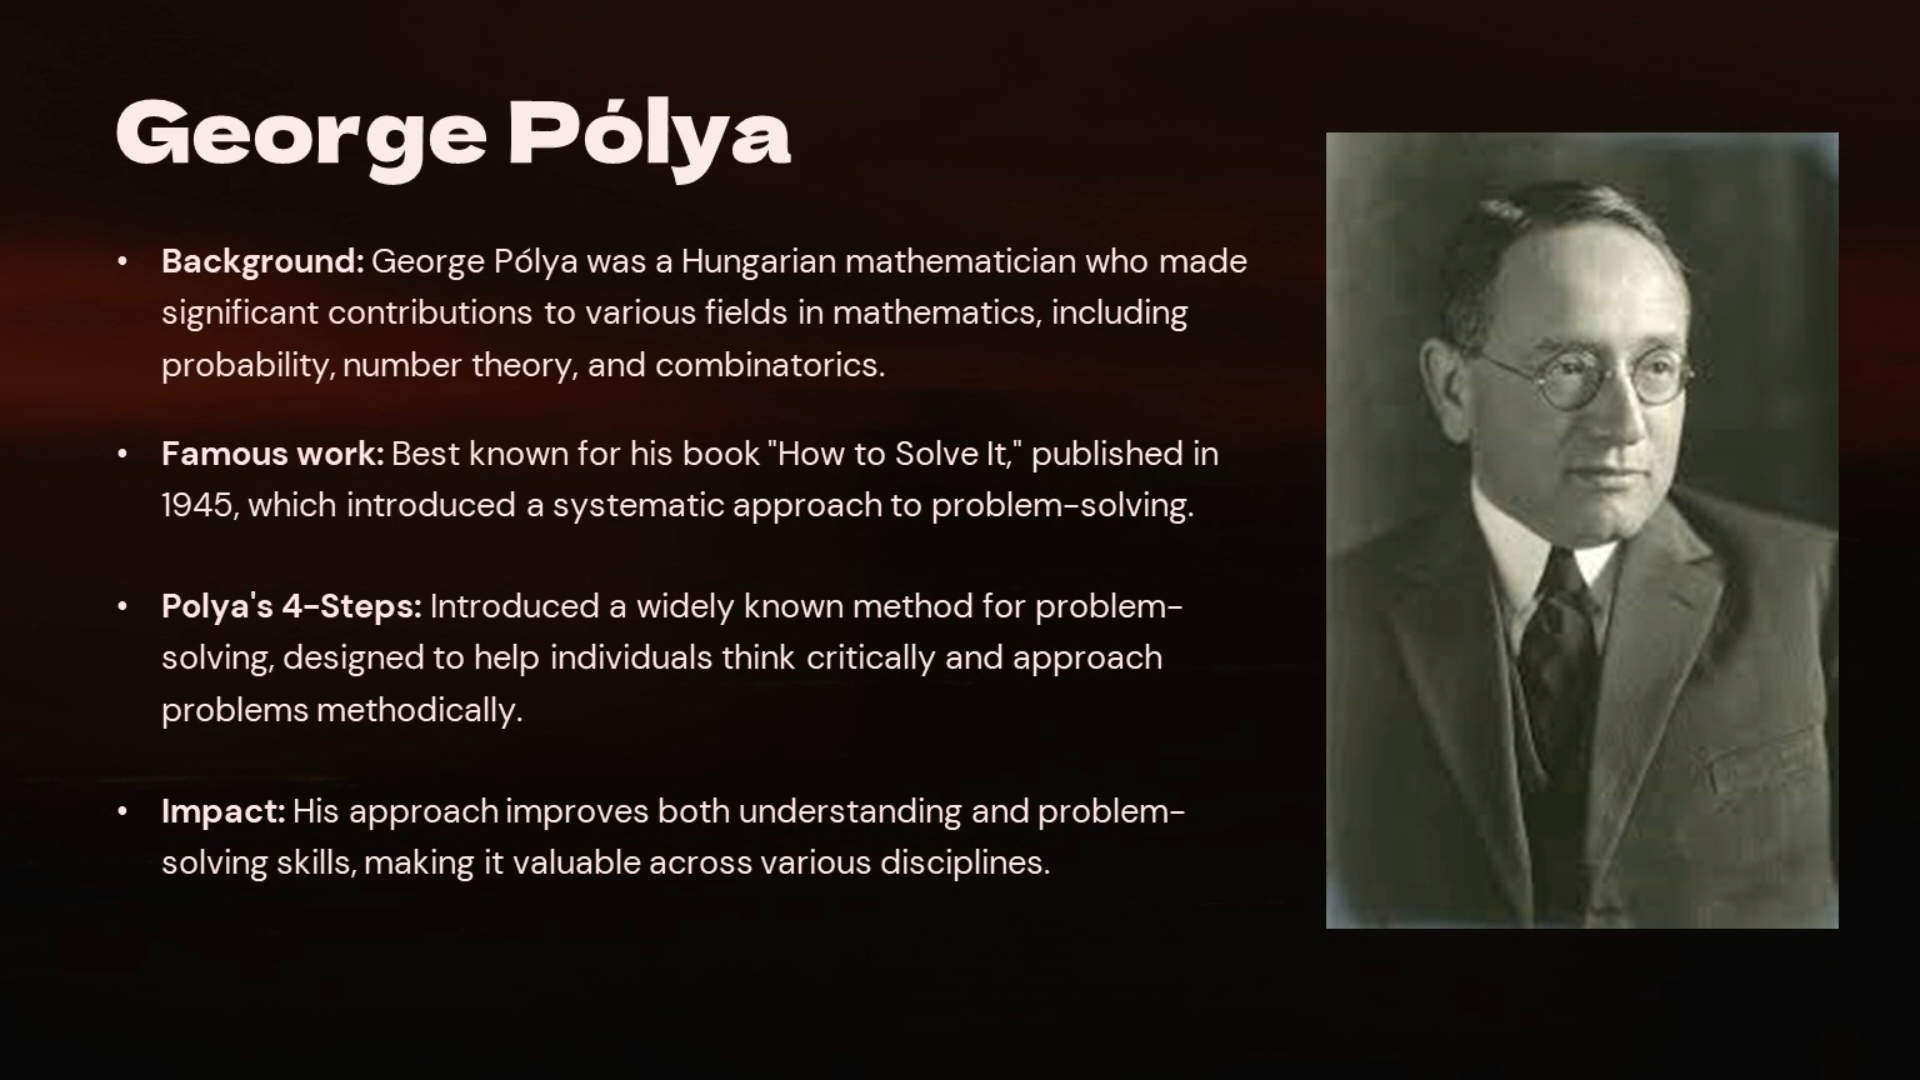 George Pólya
• Background: George Pólya was a Hungarian mathematician who made
significant contributions to various fields in mathematics, including
probability, number theory, and combinatorics.
• Famous work: Best known for his book "How to Solve It," published in
1945, which introduced a systematic approach to problem-solving.
• Polya's 4-Steps: Introduced a widely known method for problem-
solving, designed to help individuals think critically and approach
problems methodically.
• Impact: His approach improves both understanding and problem-
solving skills, making it valuable across various disciplines.